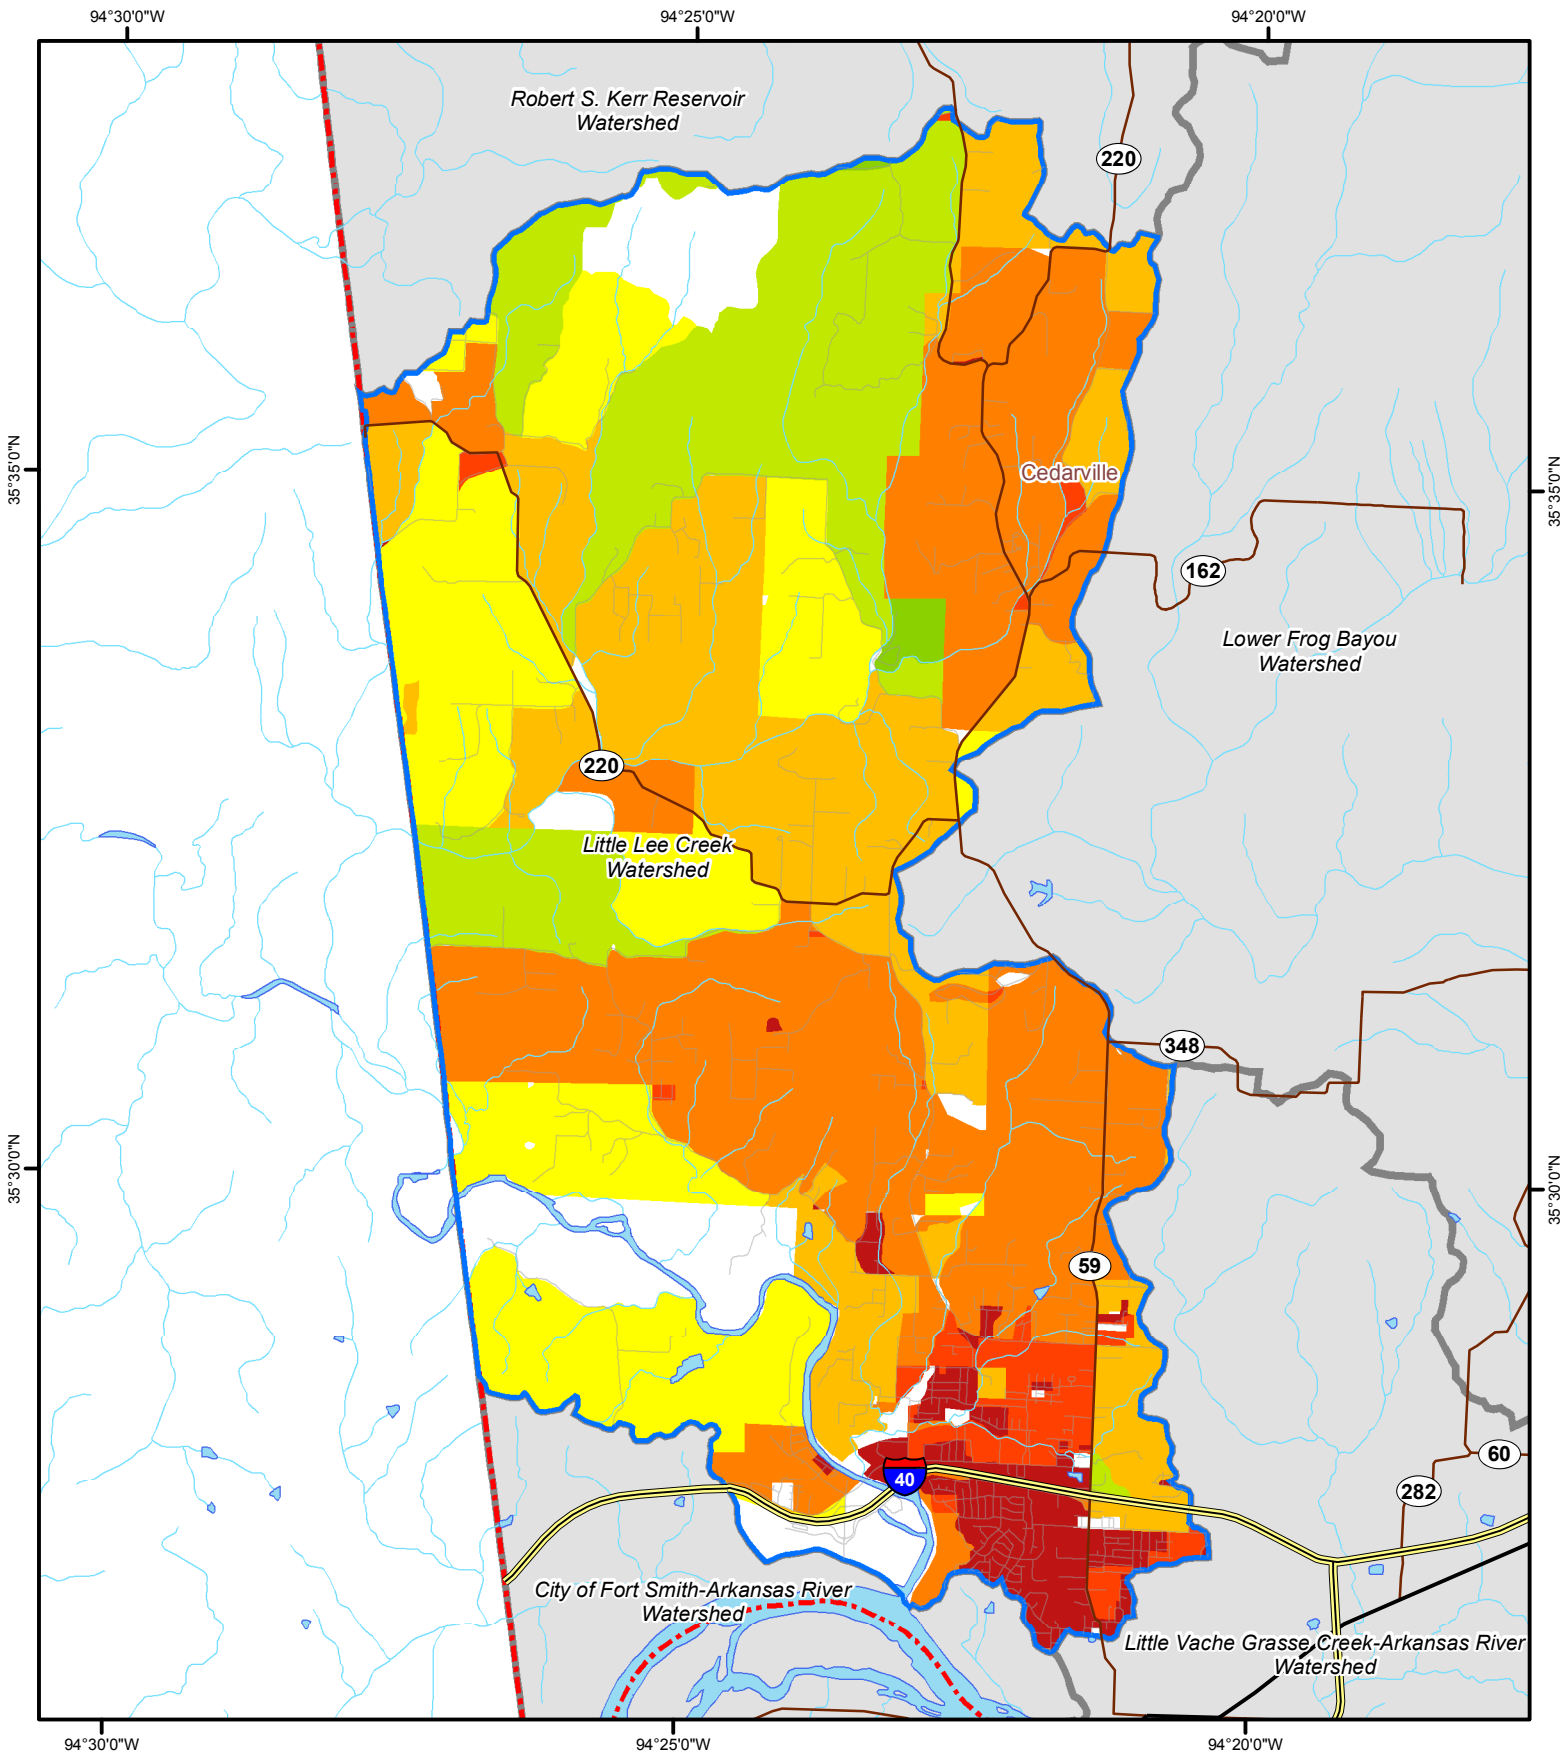 94°30'0"W
94°25'0"W
94°20'0"W
Robert S. Kerr Reservoir
Watershed
220
35°35'0"N
Cedarville
35°35'0"N
162
Lower Frog Bayou
Watershed
220
Little Lee Creek
Watershed
348
35°30'0"N
35°30'0"N
59
60
40
282
City of Fort Smith-Arkansas River
Watershed
Little Vache Grasse Creek-Arkansas River
Watershed
94°30'0"W
94°25'0"W
94°20'0"W